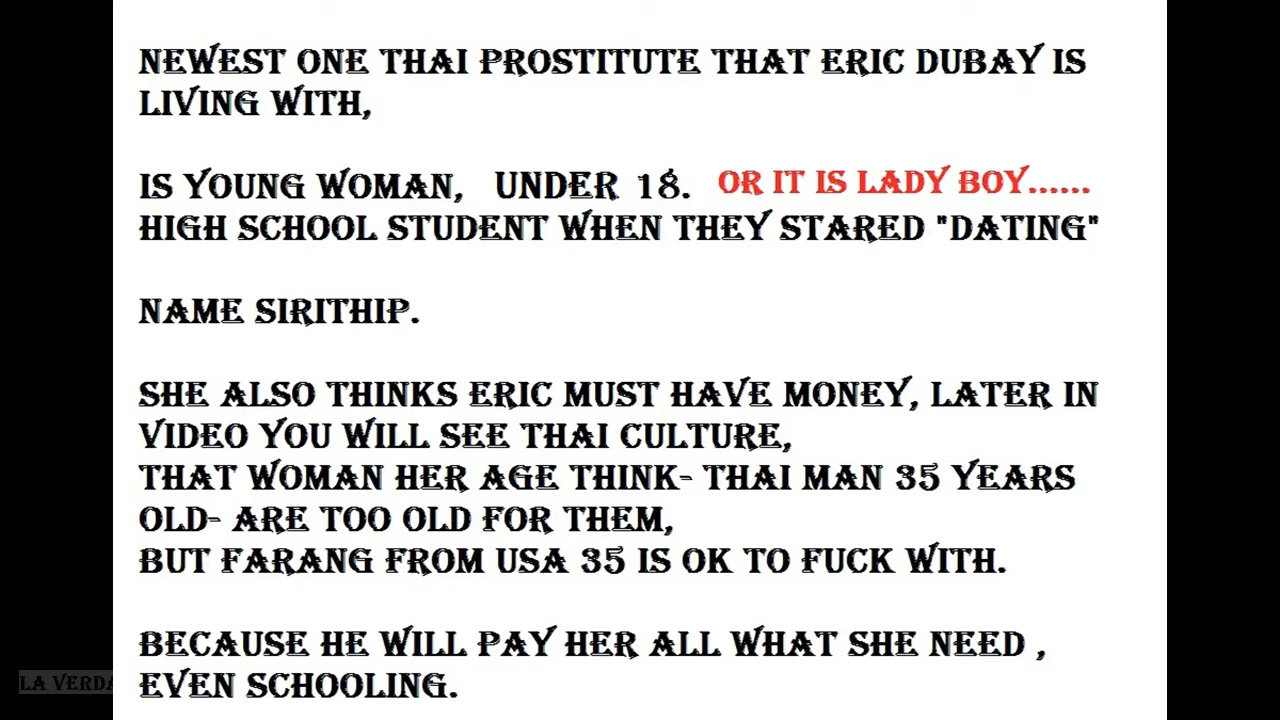 NEWEST ONE THAI PROSTITUTE THAT ERIC DUBAY IS
LIVING WITH,
IS YOUNG WOMAN, UNDER 18. OR IT IS LADY BOY......
HIGH SCHOOL STUDENT WHEN THEY STARED "DATING"
NAME SIRITHIP.
SHE ALSO THINKS ERIC MUST HAVE MONEY, LATER IN
VIDEO YOU WILL SEE THAI CULTURE,
THAT WOMAN HER AGE THINK- THAI MAN 35 YEARS
OLD- ARE TOO OLD FOR THEM,
BUT FARANG FROM USA 35 IS OK TO FUCK WITH.
BECAUSE HE WILL PAY HER ALL WHAT SHE NEED ,
EVEN SCHOOLING.
LA VERDA